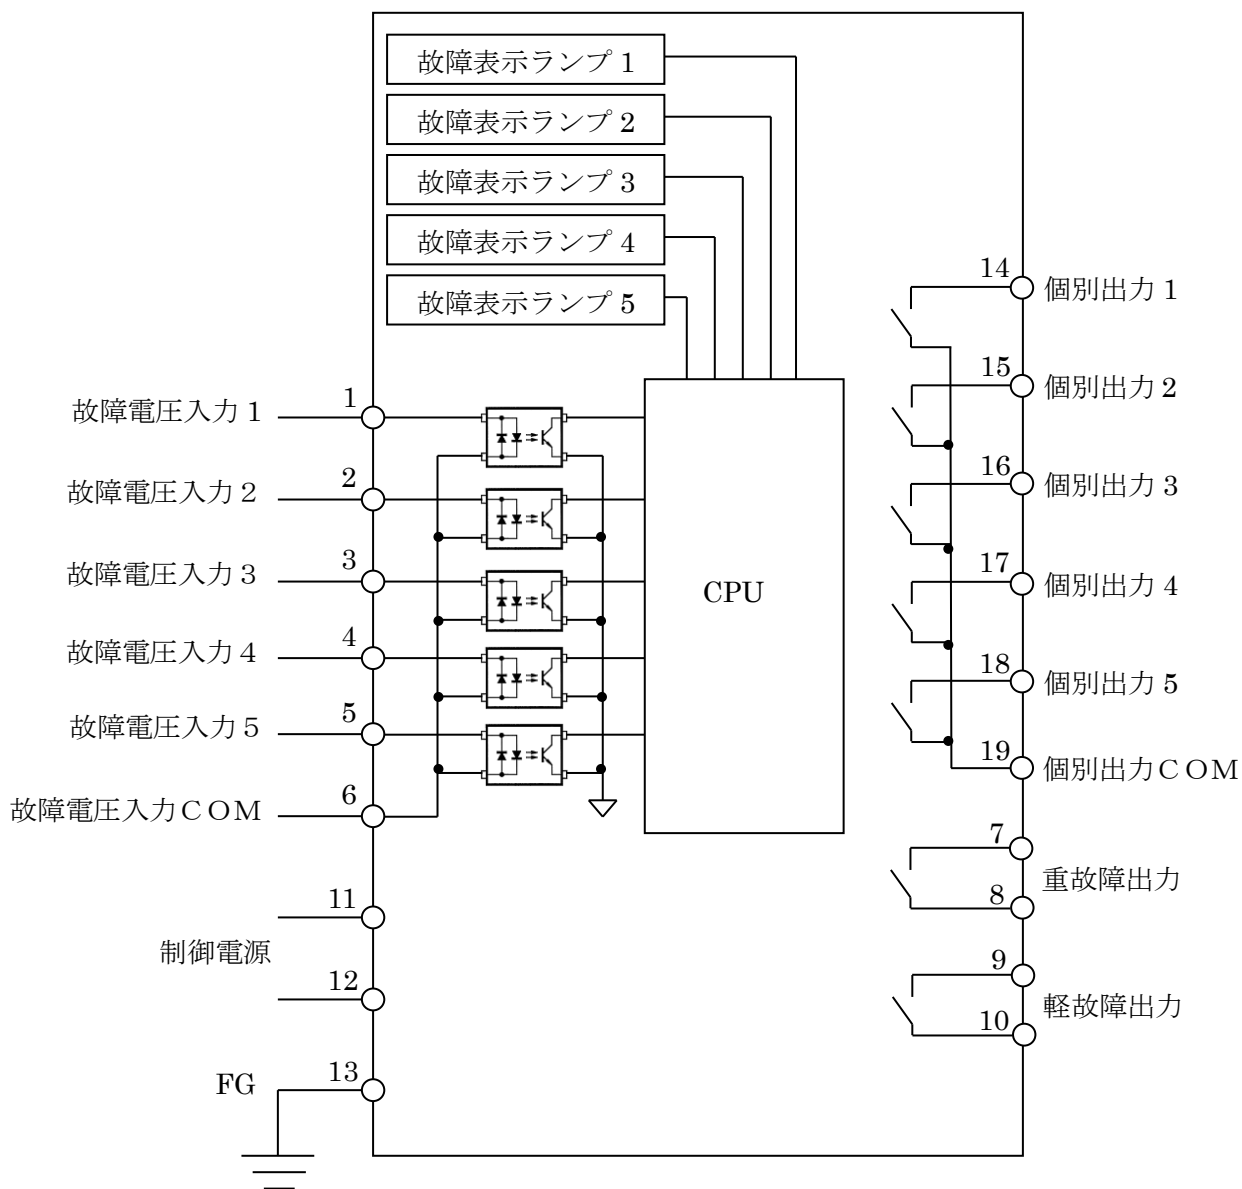 故障表示ランプ 1
故障表示ランプ 2
故障表示ランプ 3
故障表示ランプ 4
故障表示ランプ 5
CPU
故障電圧入力 1
1
故障電圧入力２
2
故障電圧入力３
3
故障電圧入力４
4
故障電圧入力５
5
故障電圧入力ＣＯＭ
6
制御電源
11
12
FG
13
14
個別出力 1
15
個別出力 2
16
個別出力 3
17
個別出力 4
18
個別出力 5
19
個別出力ＣＯＭ
7
重故障出力
8
9
軽故障出力
10